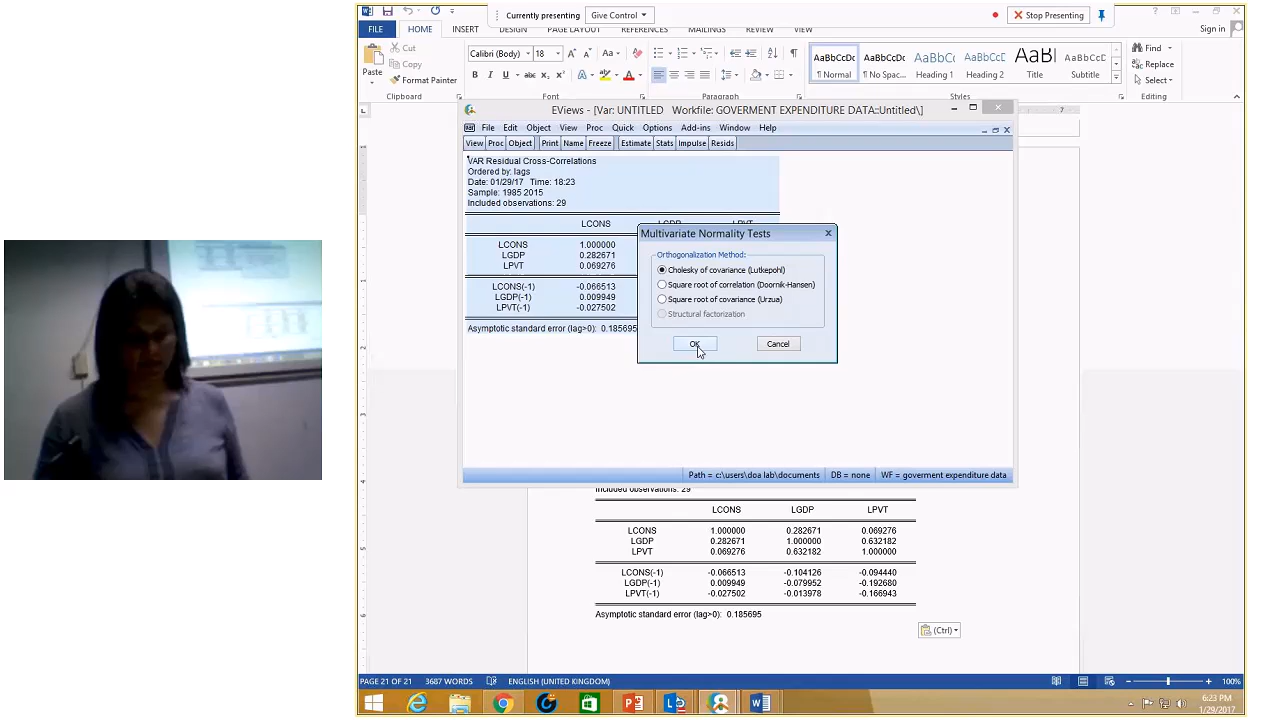 Currently presenting Give Control Stop Presenting
FILE HOME INSERT DESIGN PAGE LAYOUT REFERENCES MAILINGS REVIEW VIEW Sign in
Paste Cut Copy Format Painter
Calibri (Body) 18
AaBbCcDc AaBbCcDc AaBbCc AaBbCcC AaBl AaBbCcC
¶ Normal ¶ No Spac... Heading 1 Heading 2 Title Subtitle
Find Replace Select
Clipboard Font Paragraph Styles Editing
EViews - [Var: UNTITLED Workfile: GOVERMENT EXPENDITURE DATA::Untitled\]
File Edit Object View Proc Quick Options Add-ins Window Help
View Proc Object Print Name Freeze Estimate Stats Impulse Resids
VAR Residual Cross-Correlations
Ordered by: lags
Date: 01/29/17 Time: 18:23
Sample: 1985 2015
Included observations: 29
LCONS
LCONS 1.000000
LGDP 0.282671
LPVT 0.069276
LCONS(-1) -0.066513
LGDP(-1) 0.009949
LPVT(-1) -0.027502
Asymptotic standard error (lag>0): 0.185695
Multivariate Normality Tests
Orthogonalization Method:
Cholesky of covariance (Lutkepohl)
Square root of correlation (Doornik-Hansen)
Square root of covariance (Urzua)
Structural factorization
OK Cancel
Path = c:\users\doa lab\documents DB = none WF = goverment expenditure data
Included observations: 29
LCONS LGDP LPVT
LCONS 1.000000 0.282671 0.069276
LGDP 0.282671 1.000000 0.632182
LPVT 0.069276 0.632182 1.000000
LCONS(-1) -0.066513 -0.104126 -0.094440
LGDP(-1) 0.009949 -0.079952 -0.192680
LPVT(-1) -0.027502 -0.013978 -0.166943
Asymptotic standard error (lag>0): 0.185695
(Ctrl)
PAGE 21 OF 21 3687 WORDS ENGLISH (UNITED KINGDOM) 100%
6:23 PM
1/29/2017